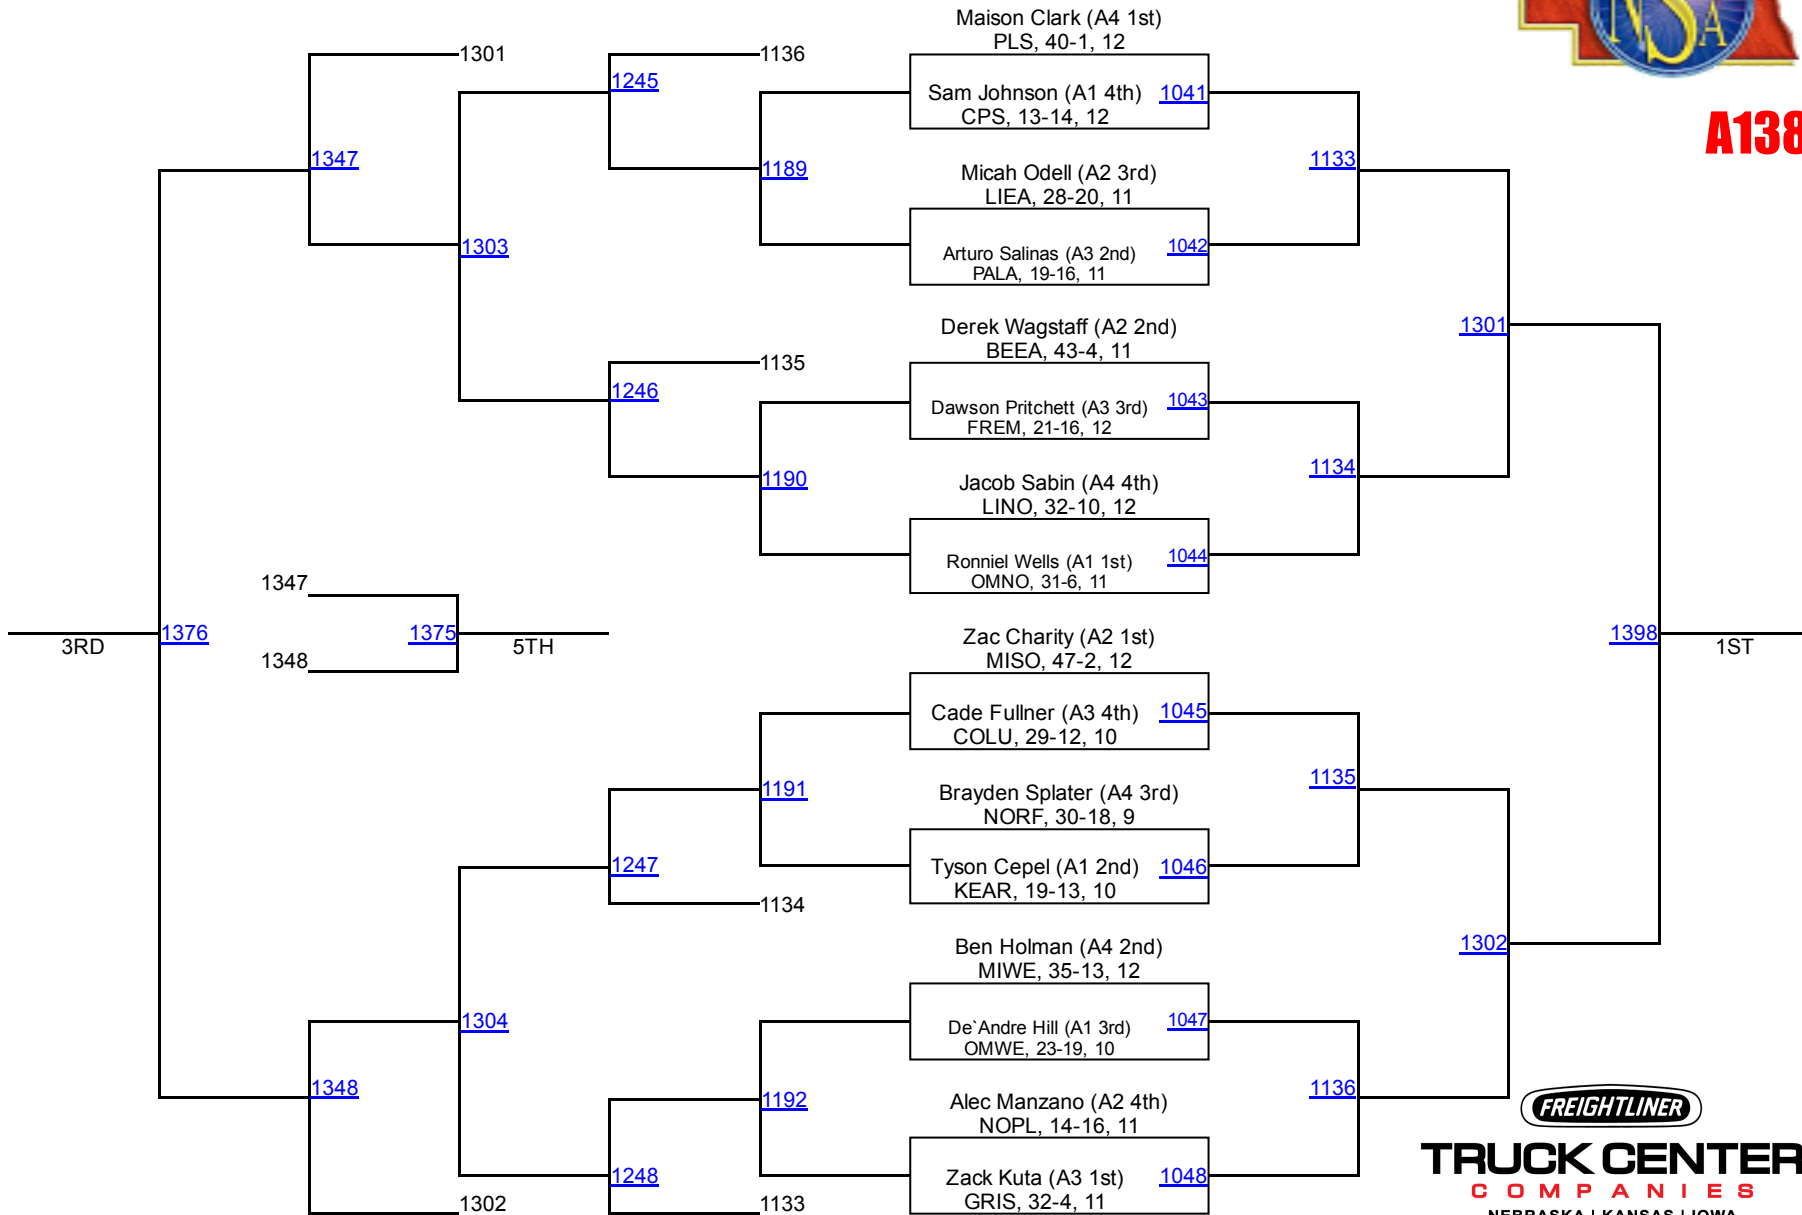 NSA
A138
Maison Clark (A4 1st)
PLS, 40-1, 12
1301
1136
1245
Sam Johnson (A1 4th) 1041
CPS, 13-14, 12
1347
1189
1133
Micah Odell (A2 3rd)
LIEA, 28-20, 11
1303
Arturo Salinas (A3 2nd) 1042
PALA, 19-16, 11
Derek Wagstaff (A2 2nd)
BEEA, 43-4, 11
1301
1135
1246
Dawson Pritchett (A3 3rd) 1043
FREM, 21-16, 12
1190
1134
Jacob Sabin (A4 4th)
LINO, 32-10, 12
Ronniel Wells (A1 1st) 1044
OMNO, 31-6, 11
1347
3RD
1376
1375
5TH
1348
Zac Charity (A2 1st)
MISO, 47-2, 12
1398
1ST
Cade Fullner (A3 4th) 1045
COLU, 29-12, 10
1191
1135
Brayden Splater (A4 3rd)
NORF, 30-18, 9
1247
Tyson Cepel (A1 2nd) 1046
KEAR, 19-13, 10
1134
Ben Holman (A4 2nd)
MIWE, 35-13, 12
1302
1304
De`Andre Hill (A1 3rd) 1047
OMWE, 23-19, 10
1348
1192
1136
Alec Manzano (A2 4th)
NOPL, 14-16, 11
1248
Zack Kuta (A3 1st) 1048
GRIS, 32-4, 11
1302
1133
FREIGHTLINER
TRUCK CENTER
COMPANIES
NEBRASKA | KANSAS | IOWA